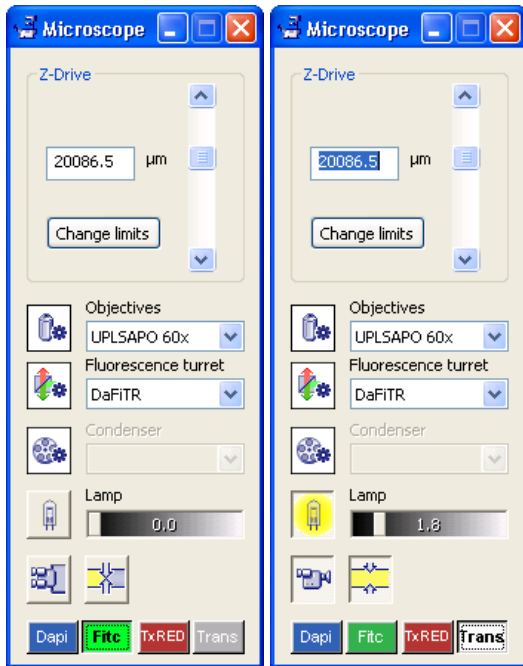 Microscope
Z-Drive
20086.5 µm
Change limits
Objectives
UPLSAPO 60x
Fluorescence turret
DaFiTR
Condenser
Lamp
0.0
Dapi Fitc TxRED Trans
Microscope
Z-Drive
20086.5 µm
Change limits
Objectives
UPLSAPO 60x
Fluorescence turret
DaFiTR
Condenser
Lamp
1.8
Dapi Fitc TxRED Trans